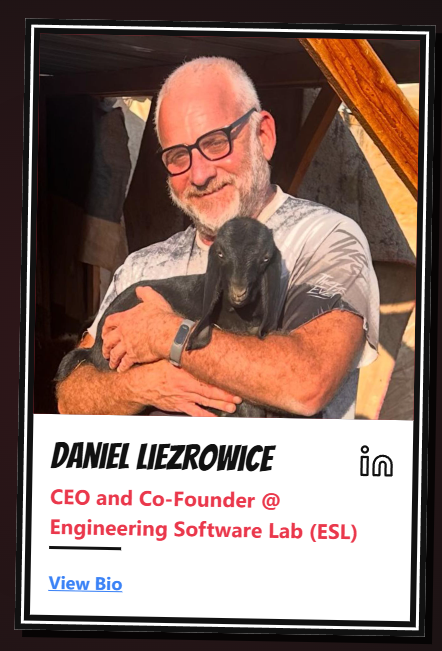 DANIEL LIEZROWICE
in
CEO and Co-Founder @
Engineering Software Lab (ESL)
View Bio